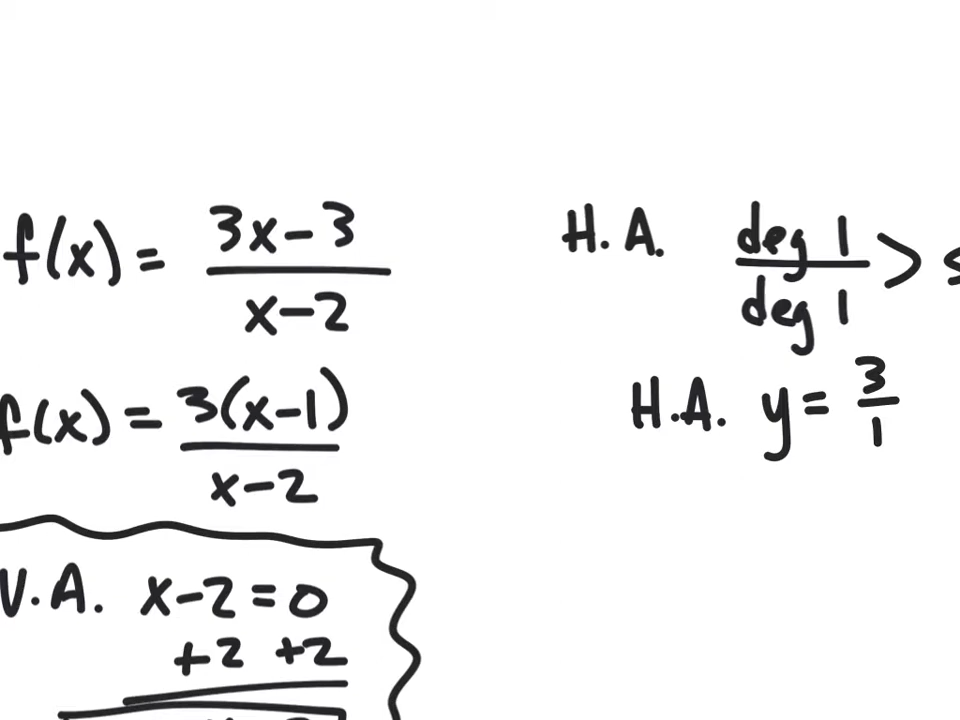 f(x) = 3x-3
x-2
f(x) = 3(x-1)
x-2
V.A. x-2=0
+2 +2
H.A. deg 1 >
deg 1
H.A. y= 3
1